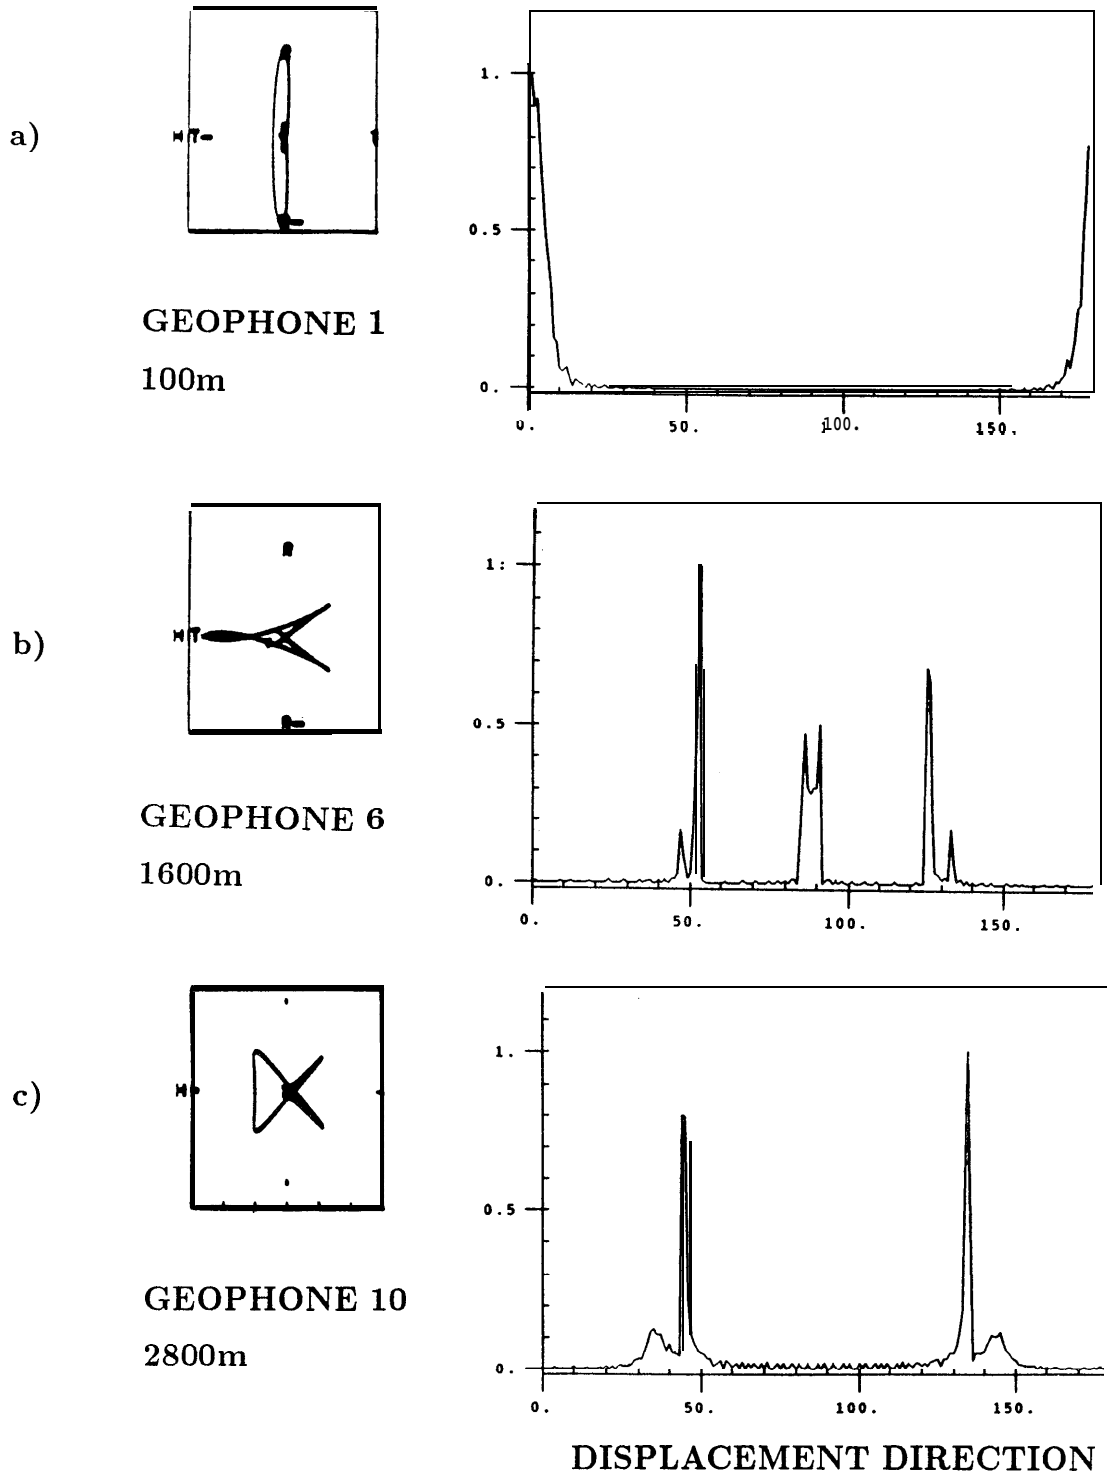 a)
1.
0.5
0.
0.
50.
100.
150.
GEOPHONE 1
100m
b)
1:
0.5
0.
0.
50.
100.
150.
GEOPHONE 6
1600m
c)
1.
0.5
0.
0.
50.
100.
150.
GEOPHONE 10
2800m
DISPLACEMENT DIRECTION